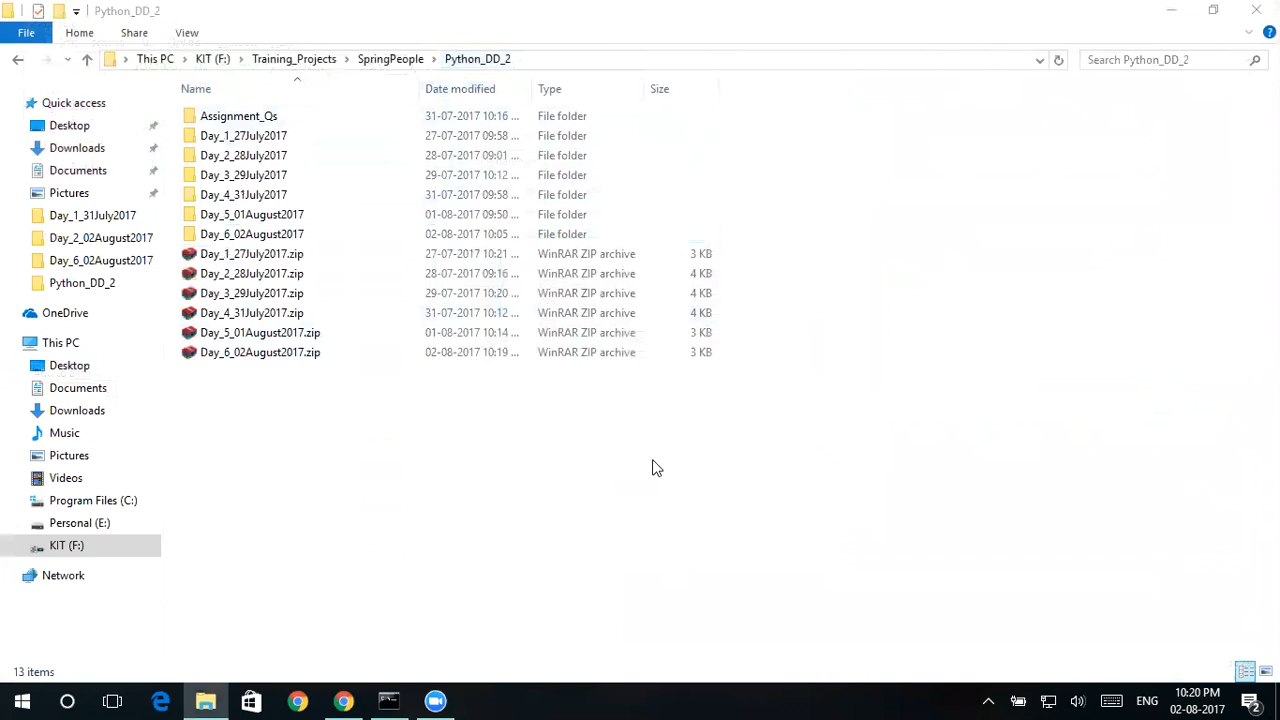 Python_DD_2
File Home Share View
This PC KIT (F:) Training_Projects SpringPeople Python_DD_2 Search Python_DD_2
Name Date modified Type Size
Quick access
Desktop
Downloads
Documents
Pictures
Day_1_31July2017
Day_2_02August2017
Day_6_02August2017
Python_DD_2
OneDrive
This PC
Desktop
Documents
Downloads
Music
Pictures
Videos
Program Files (C:)
Personal (E:)
KIT (F:)
Network
Assignment_Qs 31-07-2017 10:16 ... File folder
Day_1_27July2017 27-07-2017 09:58 ... File folder
Day_2_28July2017 28-07-2017 09:01 ... File folder
Day_3_29July2017 29-07-2017 10:12 ... File folder
Day_4_31July2017 31-07-2017 09:58 ... File folder
Day_5_01August2017 01-08-2017 09:50 ... File folder
Day_6_02August2017 02-08-2017 10:05 ... File folder
Day_1_27July2017.zip 27-07-2017 10:21 ... WinRAR ZIP archive 3 KB
Day_2_28July2017.zip 28-07-2017 09:16 ... WinRAR ZIP archive 4 KB
Day_3_29July2017.zip 29-07-2017 10:20 ... WinRAR ZIP archive 4 KB
Day_4_31July2017.zip 31-07-2017 10:12 ... WinRAR ZIP archive 4 KB
Day_5_01August2017.zip 01-08-2017 10:14 ... WinRAR ZIP archive 3 KB
Day_6_02August2017.zip 02-08-2017 10:19 ... WinRAR ZIP archive 3 KB
13 items
ENG 10:20 PM
02-08-2017 2